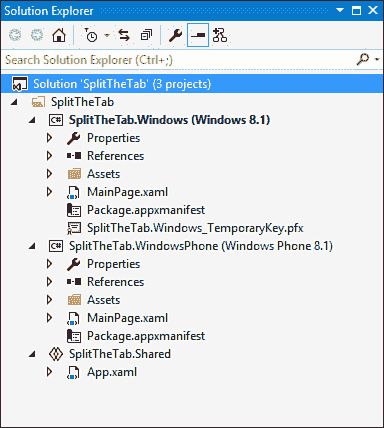 Solution Explorer
Search Solution Explorer (Ctrl+;)
Solution 'SplitTheTab' (3 projects)
SplitTheTab
SplitTheTab.Windows (Windows 8.1)
Properties
References
Assets
MainPage.xaml
Package.appxmanifest
SplitTheTab.Windows_TemporaryKey.pfx
SplitTheTab.WindowsPhone (Windows Phone 8.1)
Properties
References
Assets
MainPage.xaml
Package.appxmanifest
SplitTheTab.Shared
App.xaml